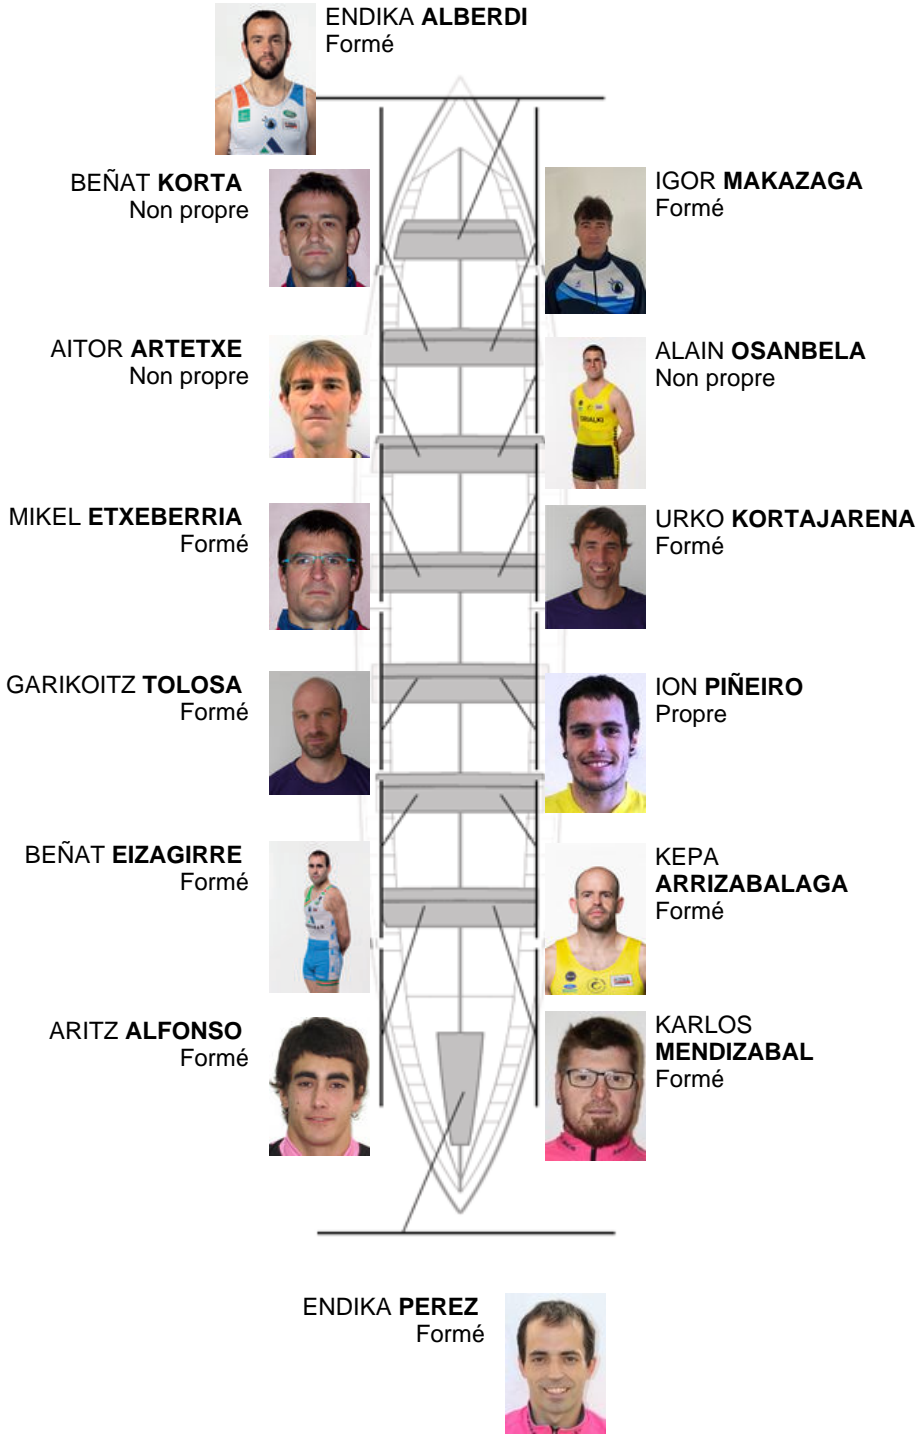 ENDIKA ALBERDI
Formé
BEÑAT KORTA
Non propre
IGOR MAKAZAGA
Formé
AITOR ARTETXE
Non propre
ALAIN OSANBELA
Non propre
MIKEL ETXEBERRIA
Formé
URKO KORTAJARENA
Formé
GARIKOITZ TOLOSA
Formé
ION PIÑEIRO
Propre
BEÑAT EIZAGIRRE
Formé
KEPA
ARRIZABALAGA
Formé
ARITZ ALFONSO
Formé
KARLOS
MENDIZABAL
Formé
ENDIKA PEREZ
Formé